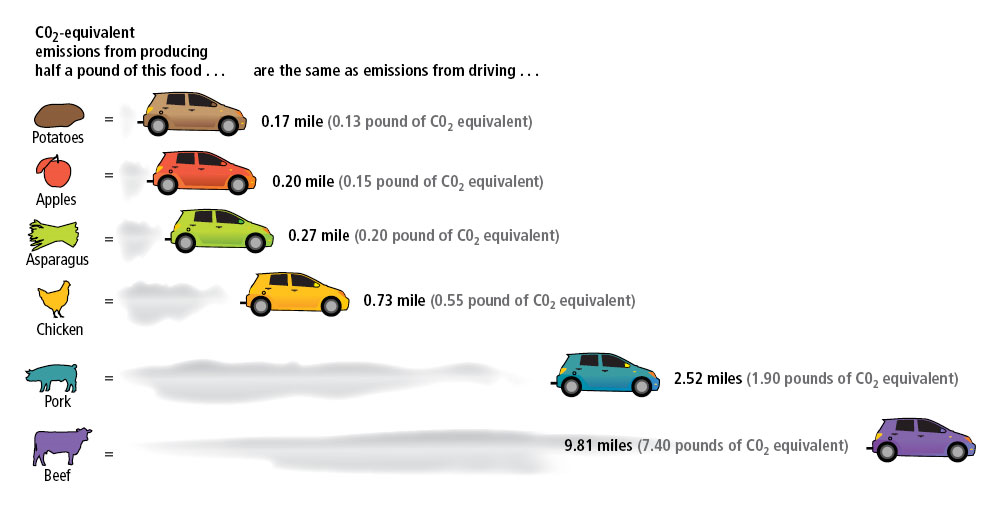 C0₂-equivalent
emissions from producing
half a pound of this food . . .
are the same as emissions from driving . . .
Potatoes
=
0.17 mile (0.13 pound of C0₂ equivalent)
Apples
=
0.20 mile (0.15 pound of C0₂ equivalent)
Asparagus
=
0.27 mile (0.20 pound of C0₂ equivalent)
Chicken
=
0.73 mile (0.55 pound of C0₂ equivalent)
Pork
=
2.52 miles (1.90 pounds of C0₂ equivalent)
Beef
=
9.81 miles (7.40 pounds of C0₂ equivalent)